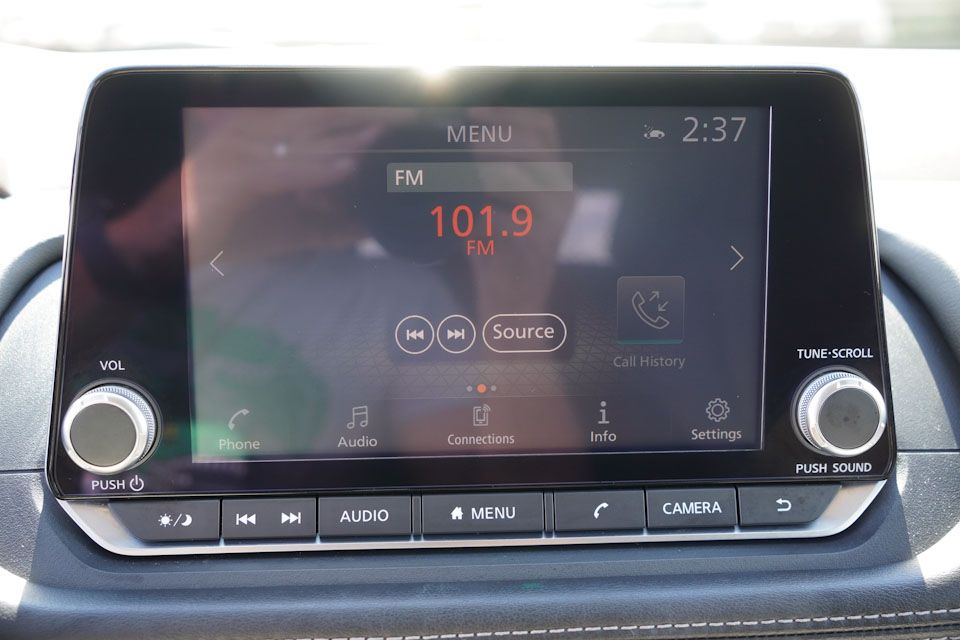 MENU
2:37
FM
101.9
FM
Source
Call History
VOL
TUNE·SCROLL
Phone
Audio
Connections
Info
Settings
PUSH
PUSH SOUND
AUDIO
MENU
CAMERA